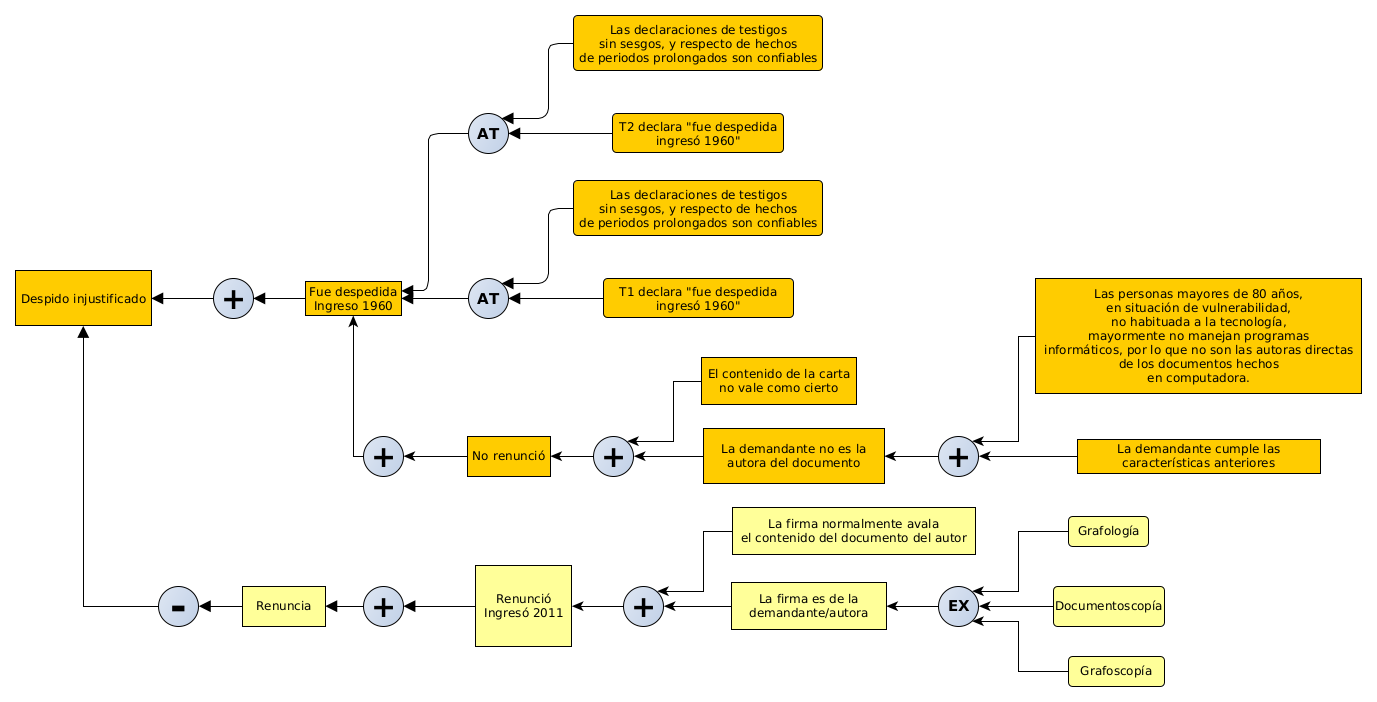 Las declaraciones de testigos
sin sesgos, y respecto de hechos
de periodos prolongados son confiables
AT
T2 declara "fue despedida
ingresó 1960"
Las declaraciones de testigos
sin sesgos, y respecto de hechos
de periodos prolongados son confiables
Despido injustificado
+
Fue despedida
Ingreso 1960
AT
T1 declara "fue despedida
ingresó 1960"
Las personas mayores de 80 años,
en situación de vulnerabilidad,
no habituada a la tecnología,
mayormente no manejan programas
informáticos, por lo que no son las autoras directas
de los documentos hechos
en computadora.
El contenido de la carta
no vale como cierto
+
No renunció
+
La demandante no es la
autora del documento
+
La demandante cumple las
características anteriores
La firma normalmente avala
el contenido del documento del autor
Grafología
-
Renuncia
+
Renunció
Ingresó 2011
+
La firma es de la
demandante/autora
EX
Documentoscopía
Grafoscopía